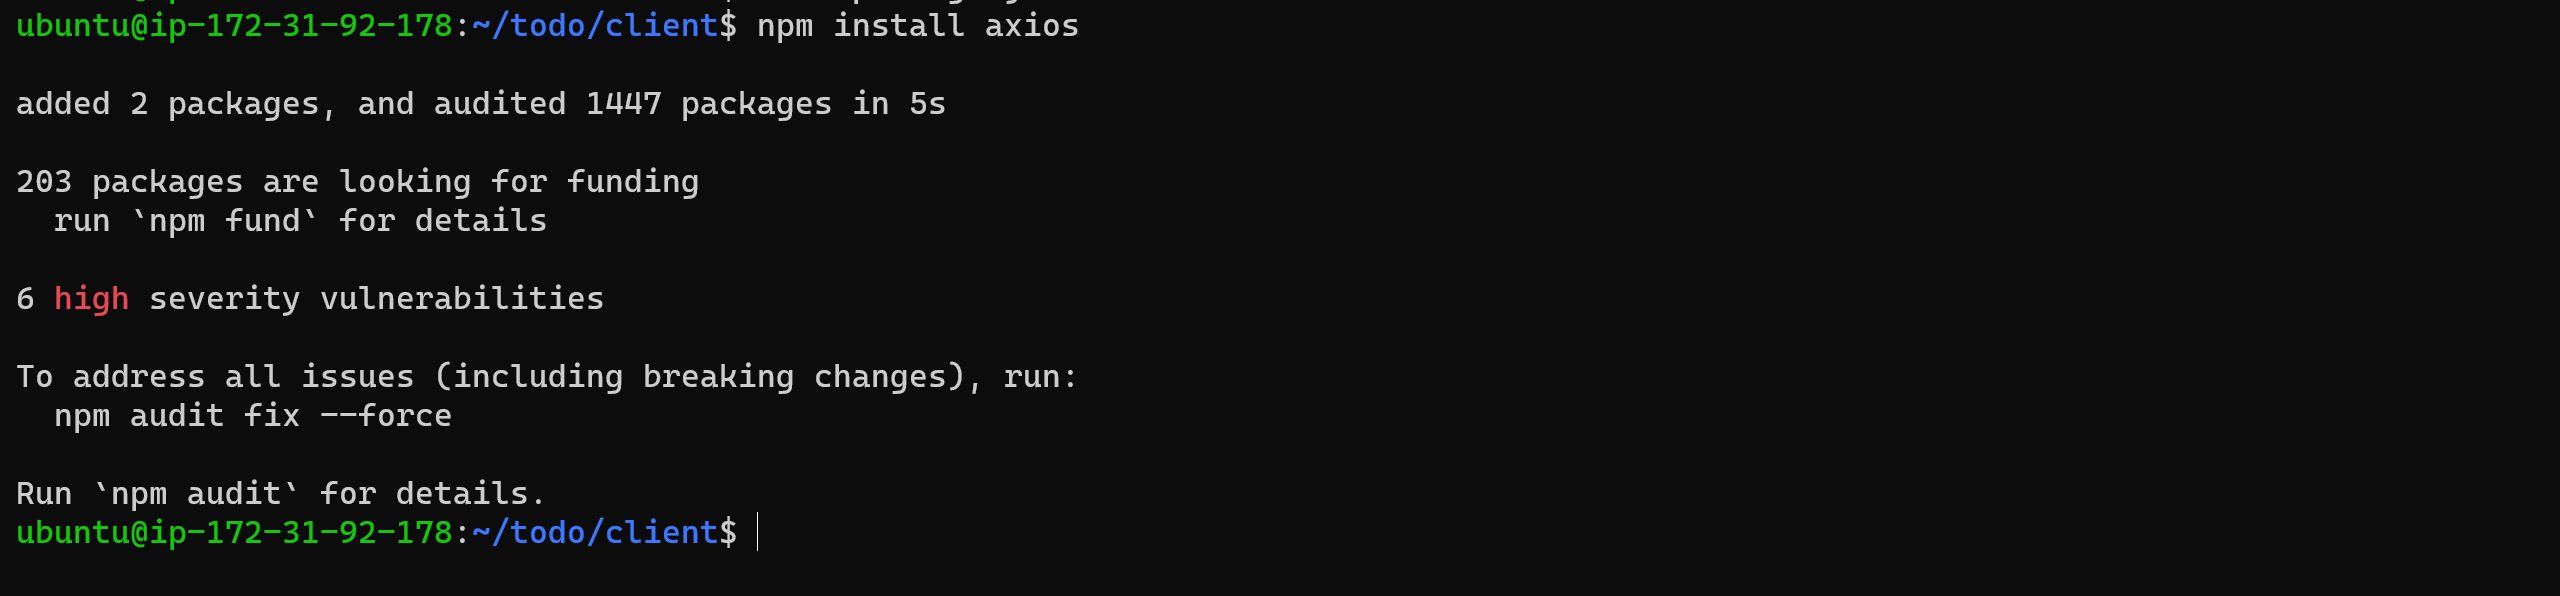 ubuntu@ip-172-31-92-178:~/todo/client$ npm install axios
added 2 packages, and audited 1447 packages in 5s
203 packages are looking for funding
  run `npm fund` for details
6 high severity vulnerabilities
To address all issues (including breaking changes), run:
  npm audit fix --force
Run `npm audit` for details.
ubuntu@ip-172-31-92-178:~/todo/client$